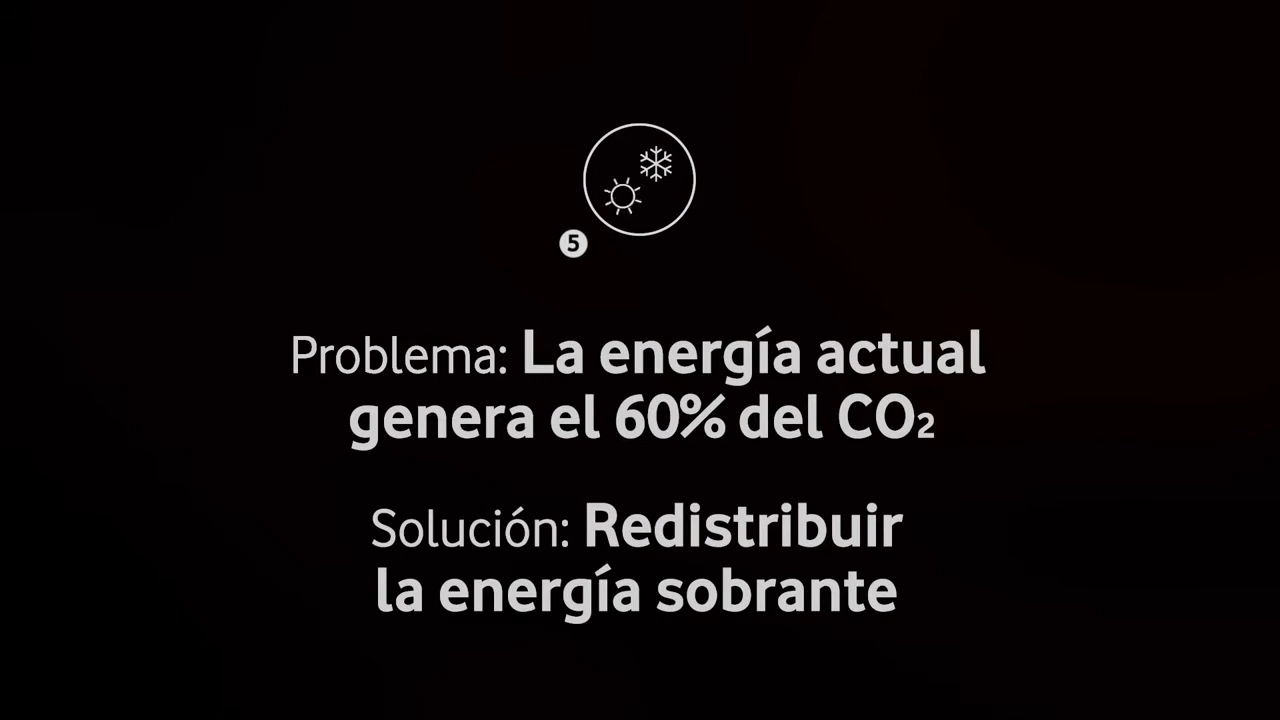 5
Problema: La energía actual
genera el 60% del CO₂
Solución: Redistribuir
la energía sobrante